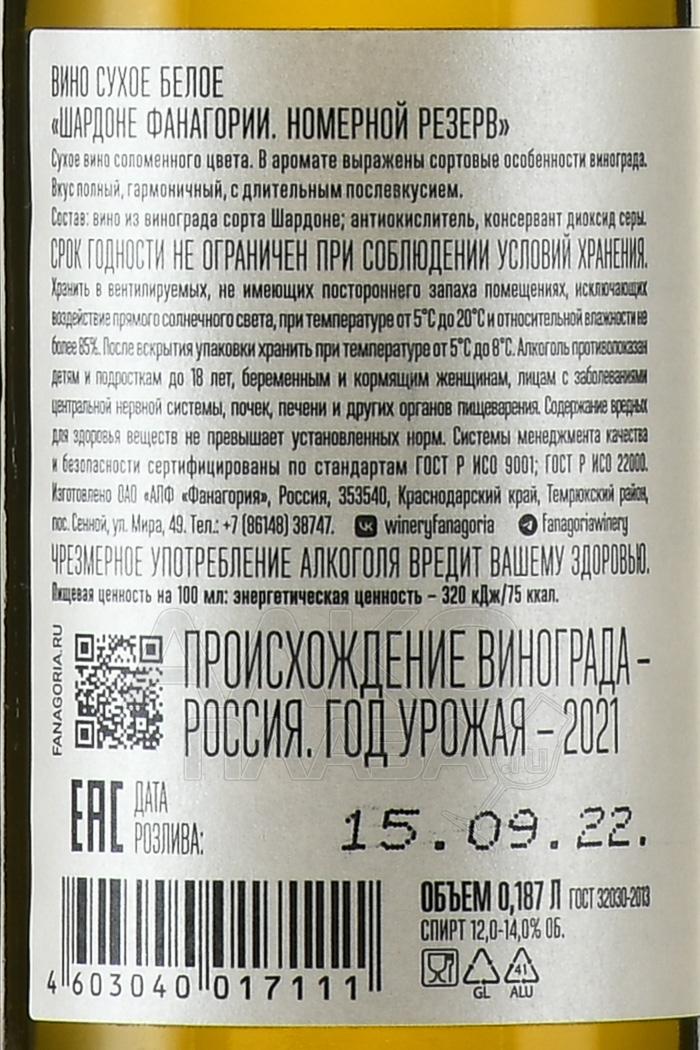 ВИНО СУХОЕ БЕЛОЕ
«ШАРДОНЕ ФАНАГОРИИ. НОМЕРНОЙ РЕЗЕРВ»
Сухое вино соломенного цвета. В аромате выражены сортовые особенности винограда.
Вкус полный, гармоничный, с длительным послевкусием.
Состав: вино из винограда сорта Шардоне; антиокислитель, консервант диоксид серы.
СРОК ГОДНОСТИ НЕ ОГРАНИЧЕН ПРИ СОБЛЮДЕНИИ УСЛОВИЙ ХРАНЕНИЯ.
Хранить в вентилируемых, не имеющих постороннего запаха помещениях, исключающих
воздействие прямого солнечного света, при температуре от 5°С до 20°С и относительной влажности не
более 85%. После вскрытия упаковки хранить при температуре от 5°С до 8°С. Алкоголь противопоказан
детям и подросткам до 18 лет, беременным и кормящим женщинам, лицам с заболеваниями
центральной нервной системы, почек, печени и других органов пищеварения. Содержание вредных
для здоровья веществ не превышает установленных норм. Системы менеджмента качества
и безопасности сертифицированы по стандартам ГОСТ Р ИСО 9001; ГОСТ Р ИСО 22000.
Изготовлено ОАО «АПФ «Фанагория», Россия, 353540, Краснодарский край, Темрюкский район,
пос. Сенной, ул. Мира, 49. Тел.: +7 (86148) 38747. wineryfanagoria fanagoriawinery
ЧРЕЗМЕРНОЕ УПОТРЕБЛЕНИЕ АЛКОГОЛЯ ВРЕДИТ ВАШЕМУ ЗДОРОВЬЮ.
Пищевая ценность на 100 мл: энергетическая ценность – 320 кДж/75 ккал.
FANAGORIA.RU
ПРОИСХОЖДЕНИЕ ВИНОГРАДА –
РОССИЯ. ГОД УРОЖАЯ – 2021
ЕАС
ДАТА
РОЗЛИВА:
15.09.22.
ОБЪЕМ 0,187 Л ГОСТ 32030-2013
СПИРТ 12,0-14,0% ОБ.
41
GL ALU
4 603040 017111
АЛКО
ПЛАЗА.ru